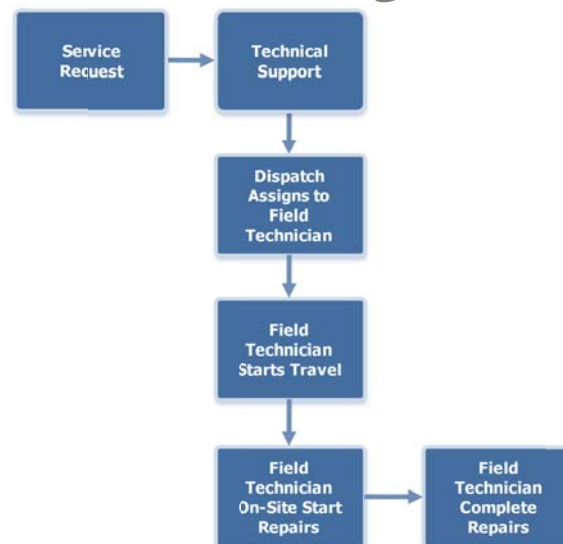 Service
Request
Technical
Support
Dispatch
Assigns to
Field
Technician
Field
Technician
Starts Travel
Field
Technician
On-Site Start
Repairs
Field
Technician
Complete
Repairs